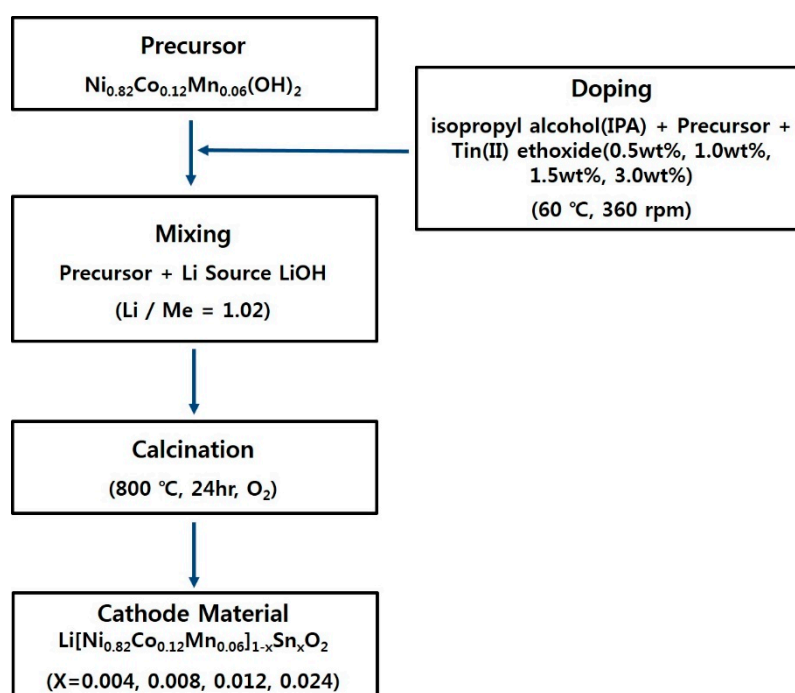 Precursor
Ni₀.₈₂Co₀.₁₂Mn₀.₀₆(OH)₂
Doping
isopropyl alcohol(IPA) + Precursor +
Tin(II) ethoxide(0.5wt%, 1.0wt%,
1.5wt%, 3.0wt%)
(60 ℃, 360 rpm)
Mixing
Precursor + Li Source LiOH
(Li / Me = 1.02)
Calcination
(800 ℃, 24hr, O₂)
Cathode Material
Li[Ni₀.₈₂Co₀.₁₂Mn₀.₀₆]₁₋ₓSnₓO₂
(X=0.004, 0.008, 0.012, 0.024)